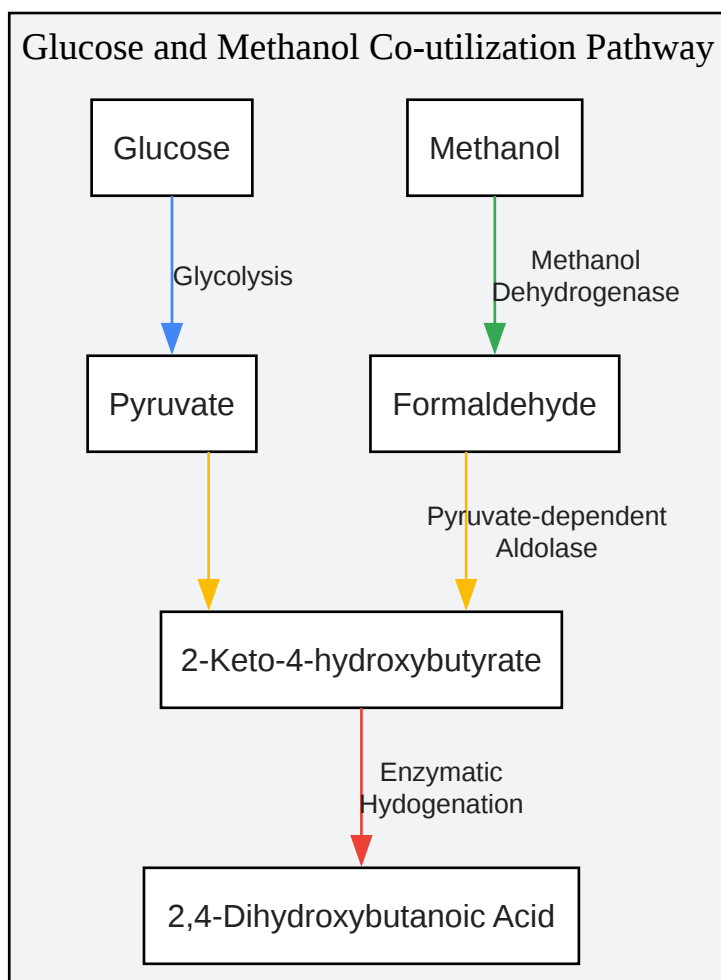 Glucose and Methanol Co-utilization Pathway
Glucose
Methanol
Glycolysis
Methanol
Dehydrogenase
Pyruvate
Formaldehyde
Pyruvate-dependent
Aldolase
2-Keto-4-hydroxybutyrate
Enzymatic
Hydogenation
2,4-Dihydroxybutanoic Acid